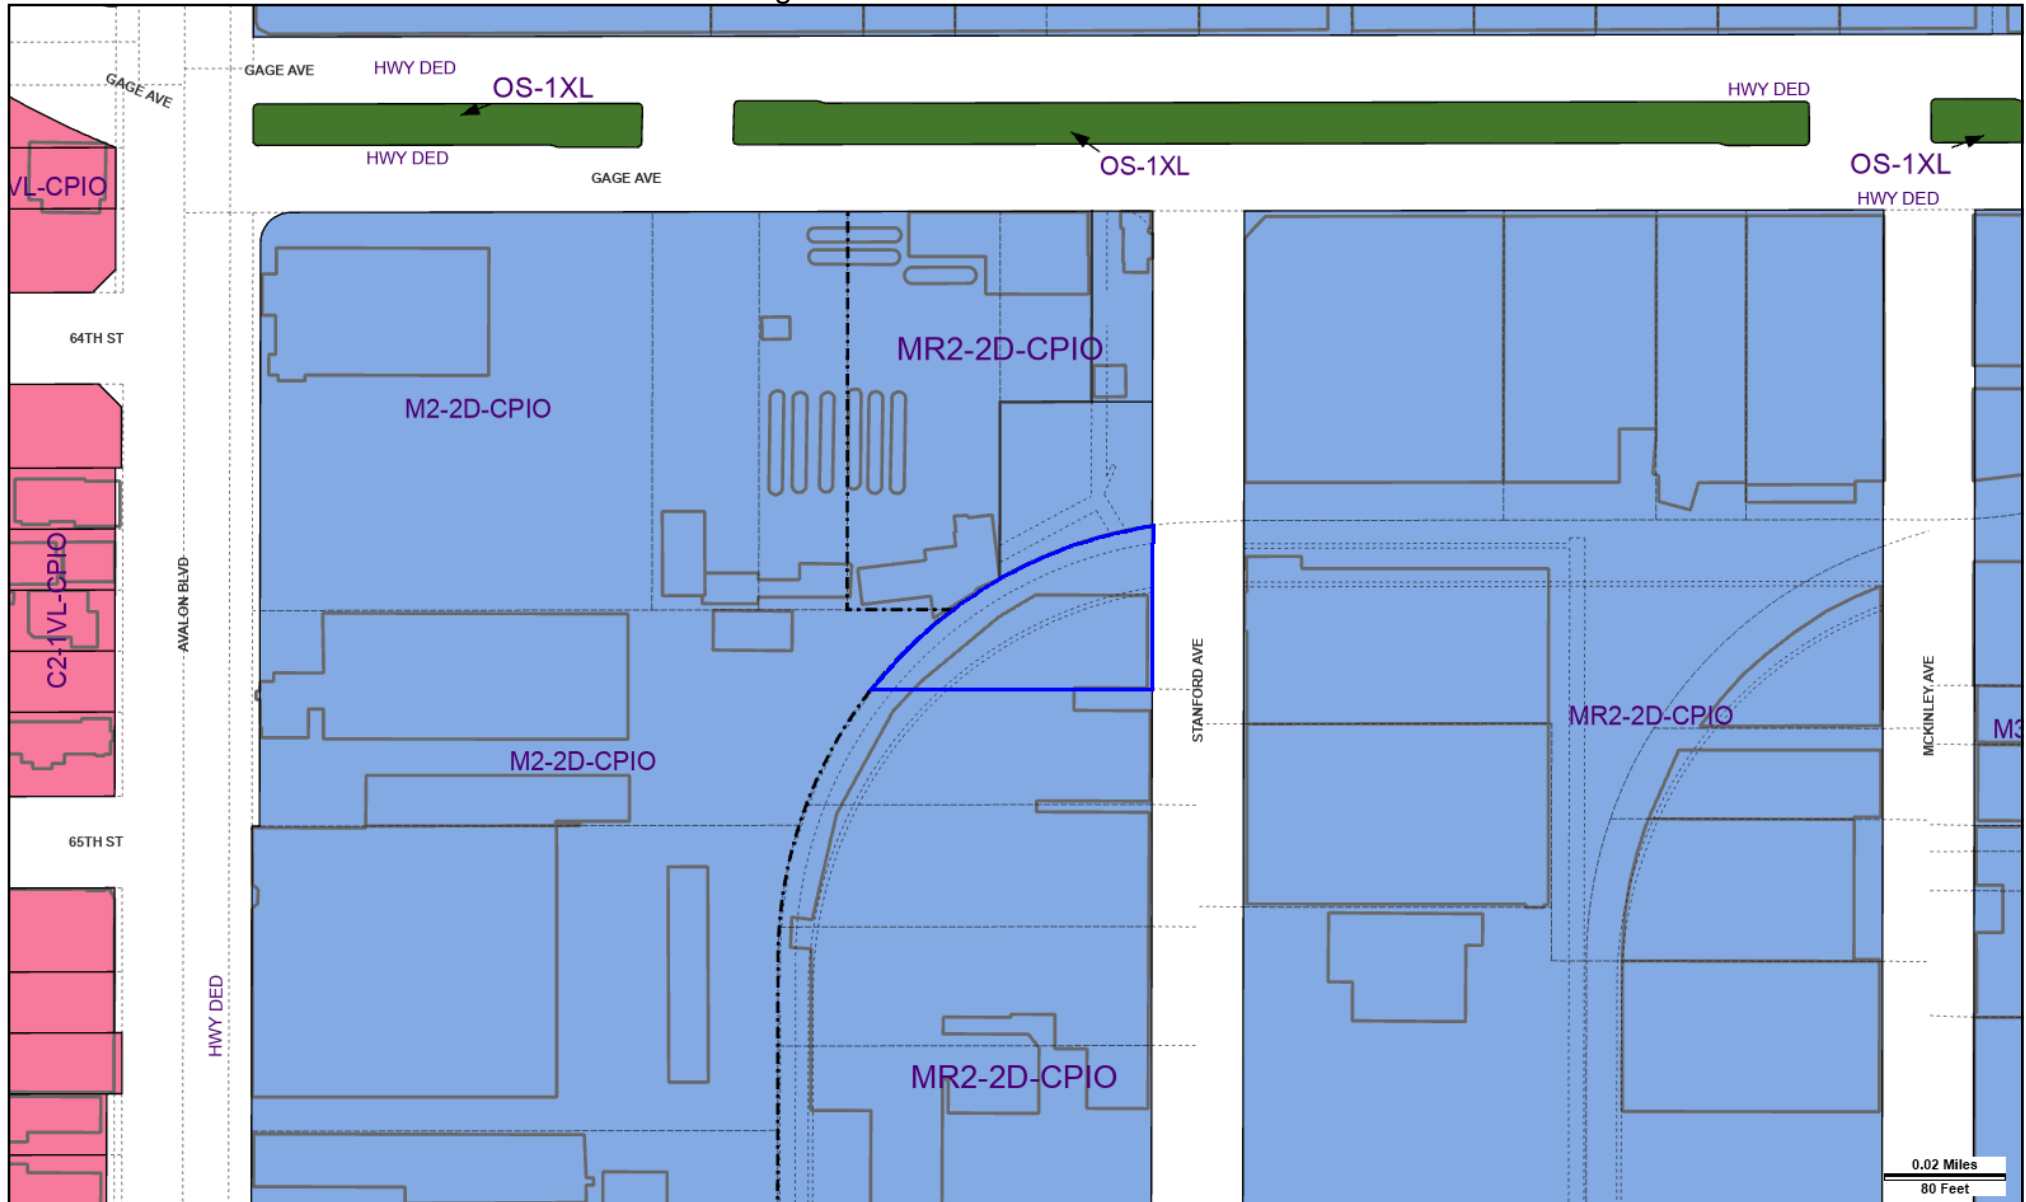 GAGE AVE
GAGE AVE
HWY DED
OS-1XL
HWY DED
HWY DED
GAGE AVE
OS-1XL
OS-1XL
HWY DED
VL-CPIO
64TH ST
MR2-2D-CPIO
M2-2D-CPIO
C2-1VL-CPIO
AVALON BLVD
STANFORD AVE
MCKINLEY AVE
MR2-2D-CPIO
M3
M2-2D-CPIO
65TH ST
HWY DED
MR2-2D-CPIO
0.02 Miles
80 Feet